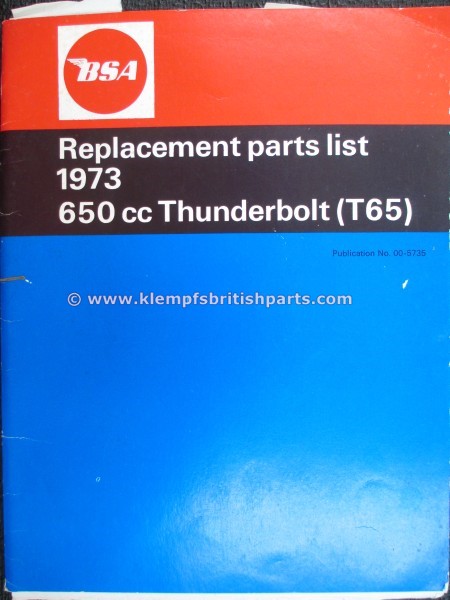 BSA
Replacement parts list
1973
650 cc Thunderbolt (T65)
Publication No. 00-5735
© www.klempfsbritishparts.com